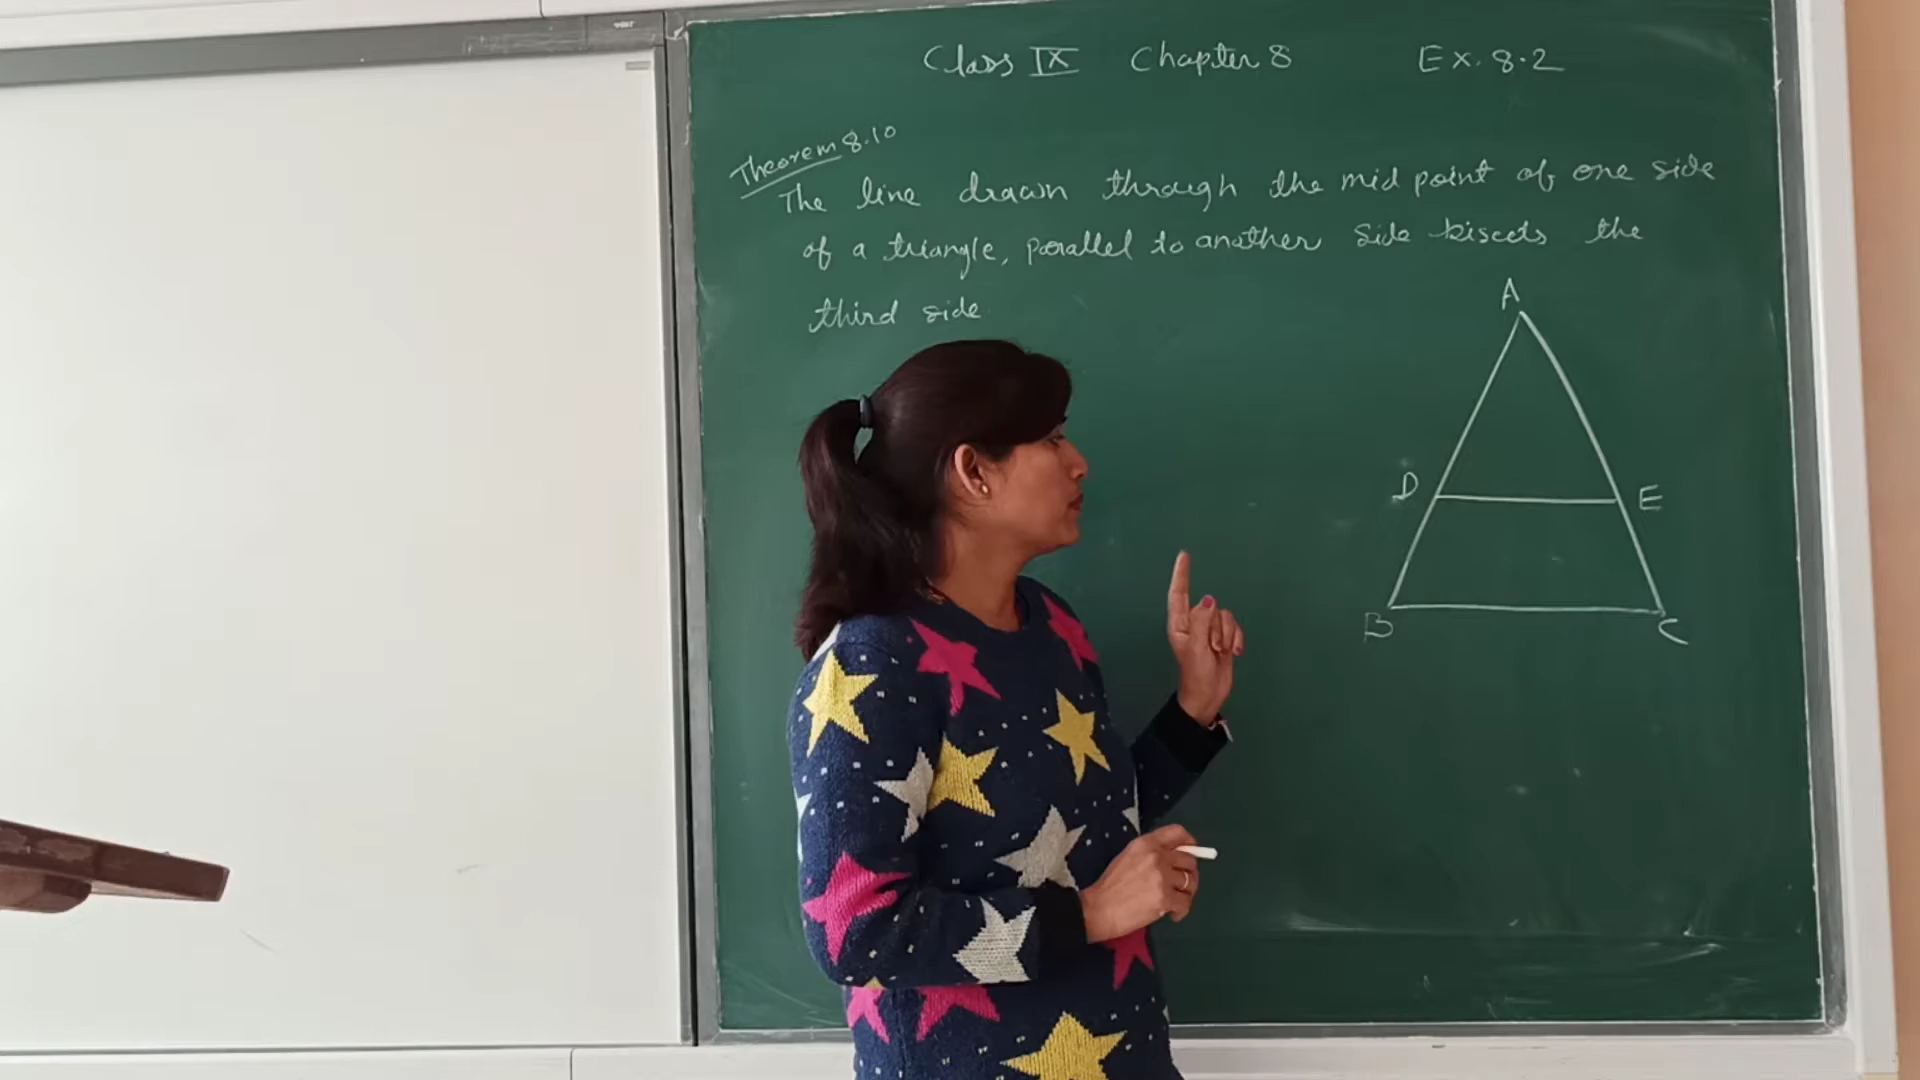 Class IX Chapter 8 Ex. 8.2
Theorem 8.10
The line drawn through the mid point of one side
of a triangle, parallel to another side bisects the
third side
A
D
E
B
C